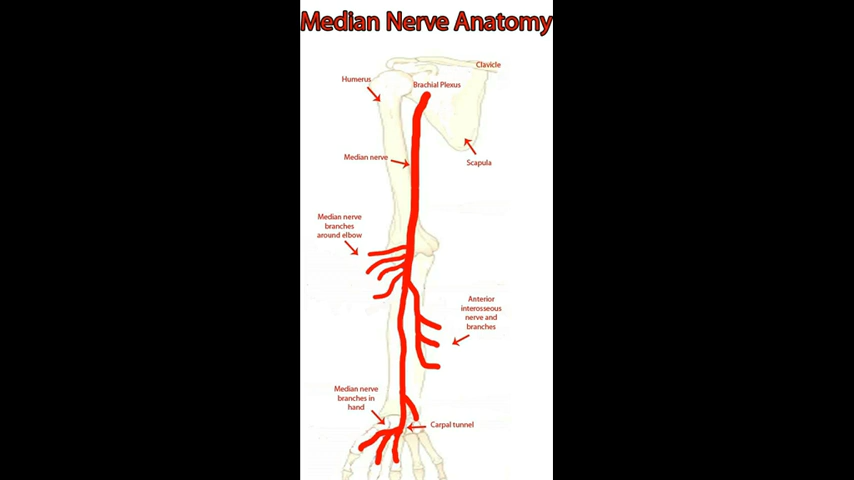 Median Nerve Anatomy
Clavicle
Humerus
Brachial Plexus
Median nerve
Scapula
Median nerve
branches
around elbow
Anterior
interosseous
nerve and
branches
Median nerve
branches in
hand
Carpal tunnel